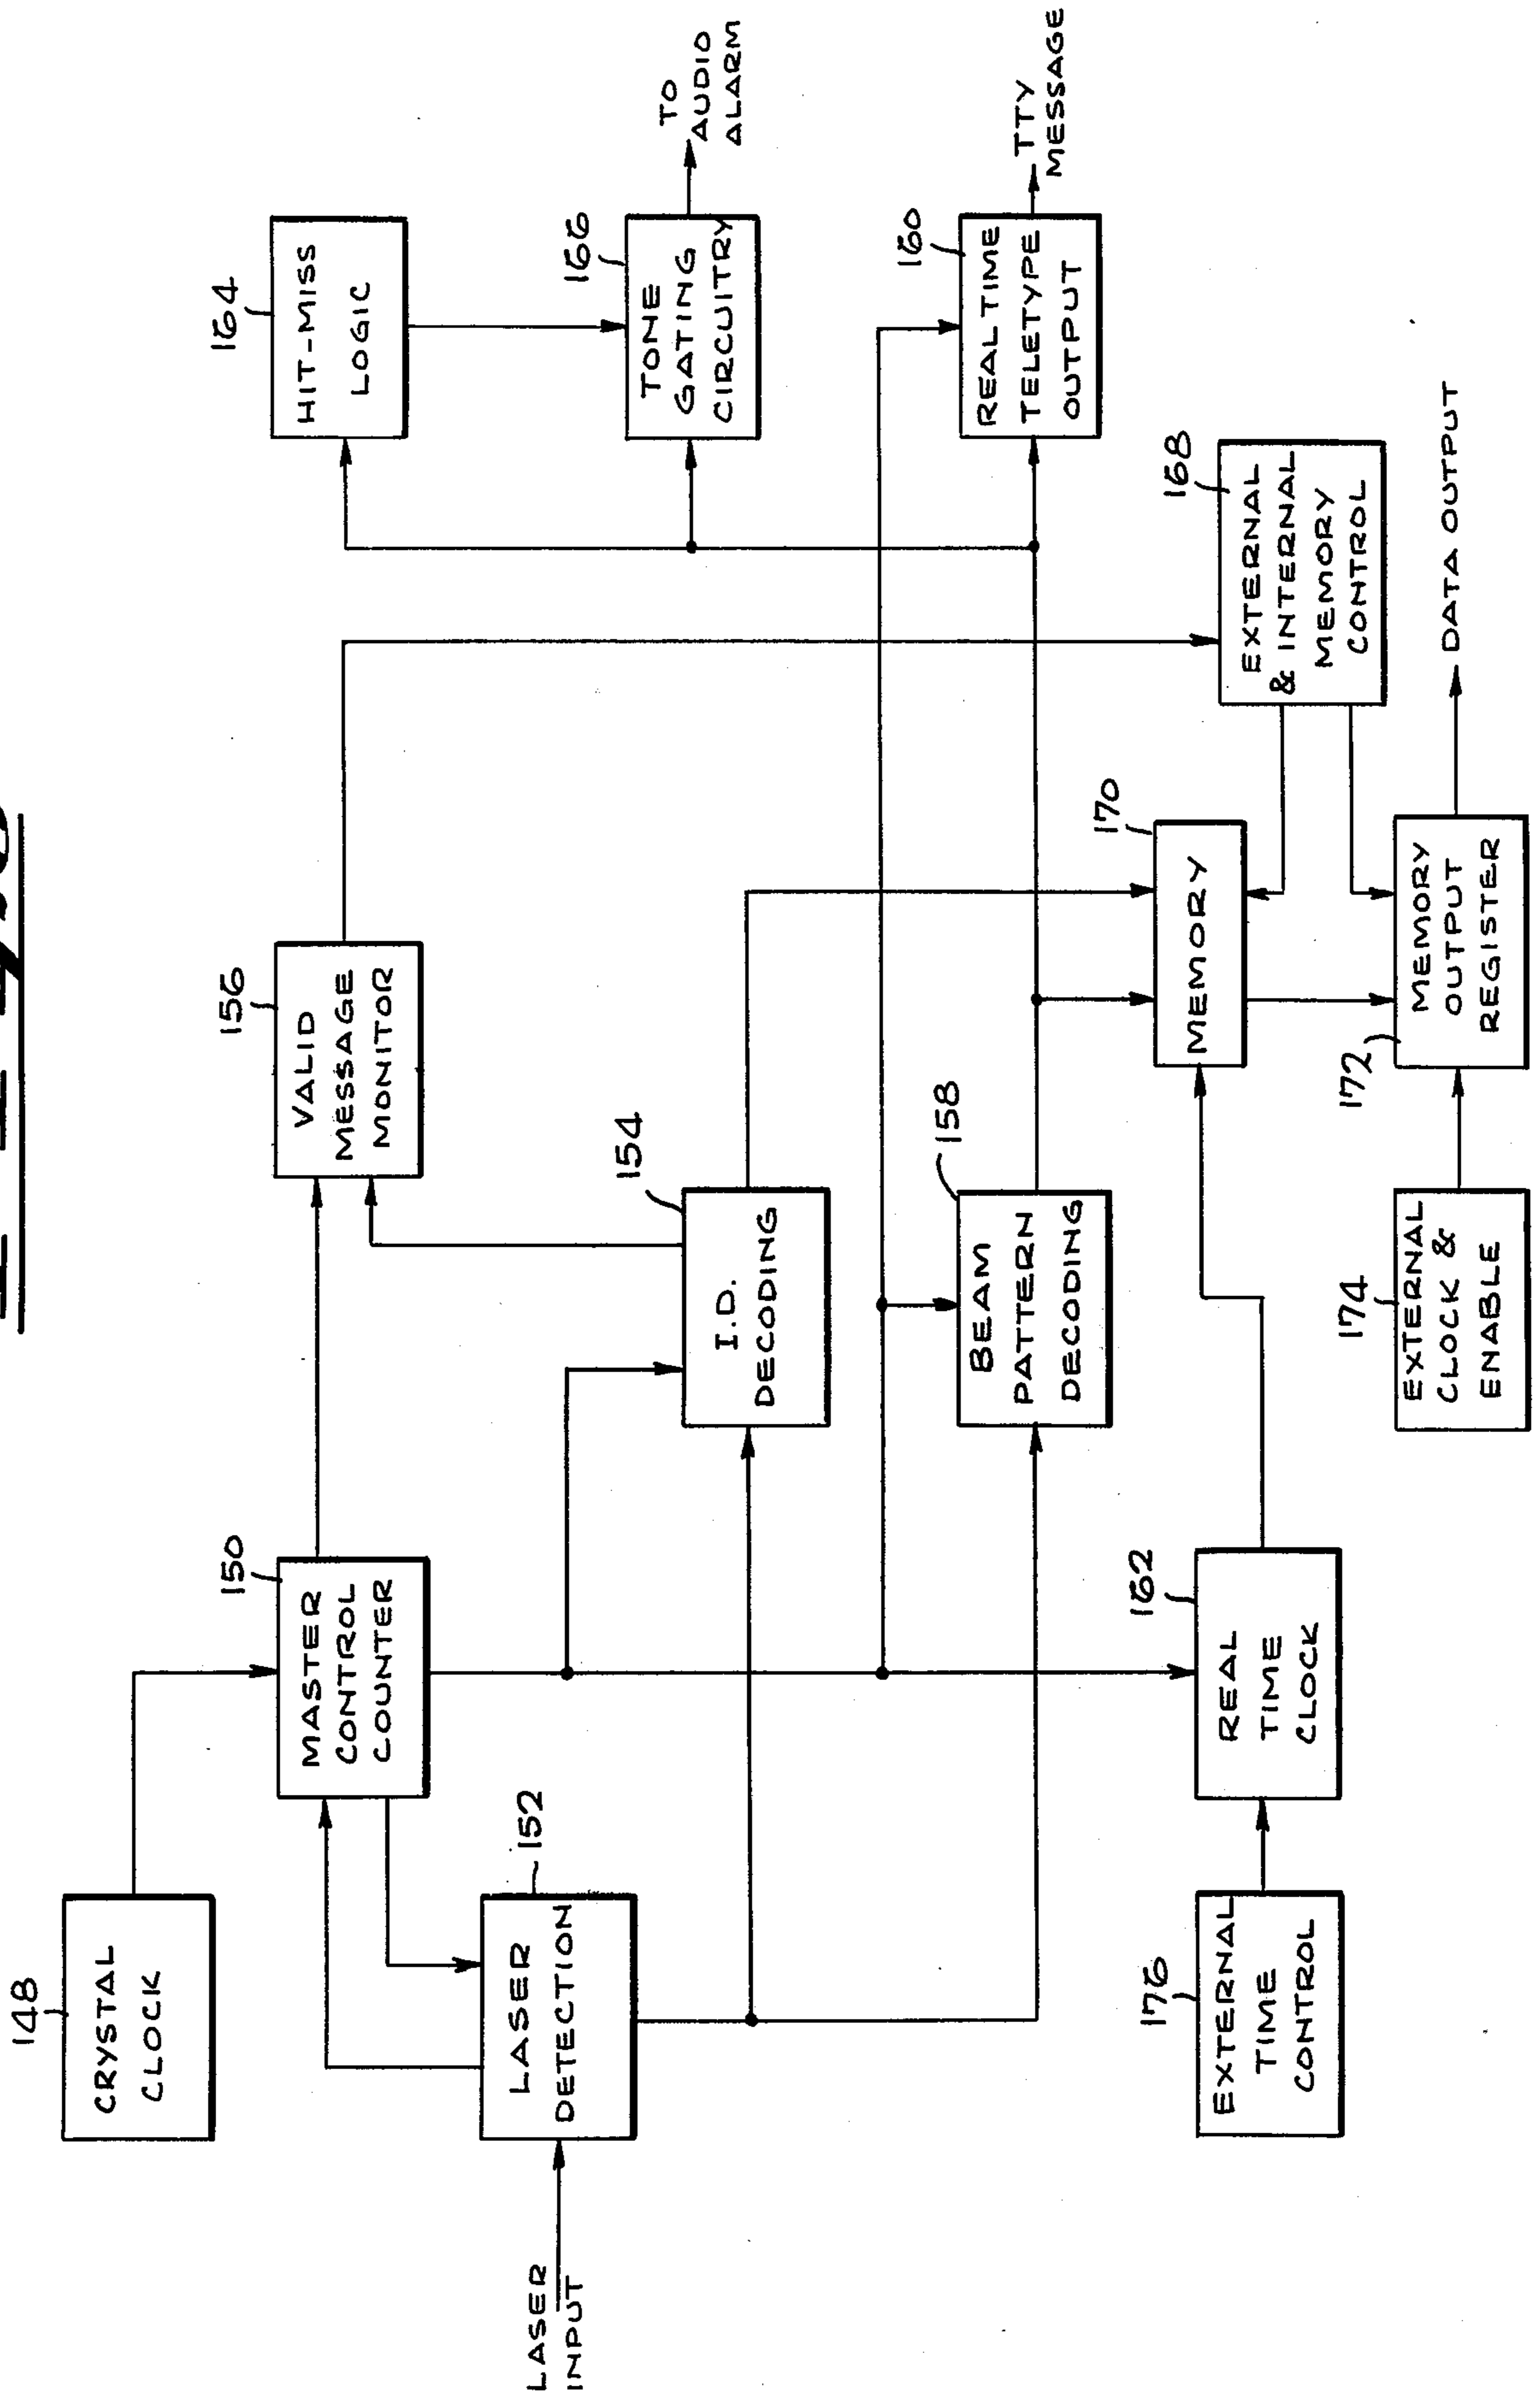 148
CRYSTAL
CLOCK
150
MASTER
CONTROL
COUNTER
LASER
INPUT
152
LASER
DETECTION
156
VALID
MESSAGE
MONITOR
154
I.D.
DECODING
158
BEAM
PATTERN
DECODING
164
HIT-MISS
LOGIC
166
TONE
GATING
CIRCUITRY
TO
AUDIO
ALARM
160
REAL TIME
TELETYPE
OUTPUT
TTY
MESSAGE
176
EXTERNAL
TIME
CONTROL
162
REAL
TIME
CLOCK
170
MEMORY
168
EXTERNAL
& INTERNAL
MEMORY
CONTROL
174
EXTERNAL
CLOCK &
ENABLE
172
MEMORY
OUTPUT
REGISTER
DATA OUTPUT